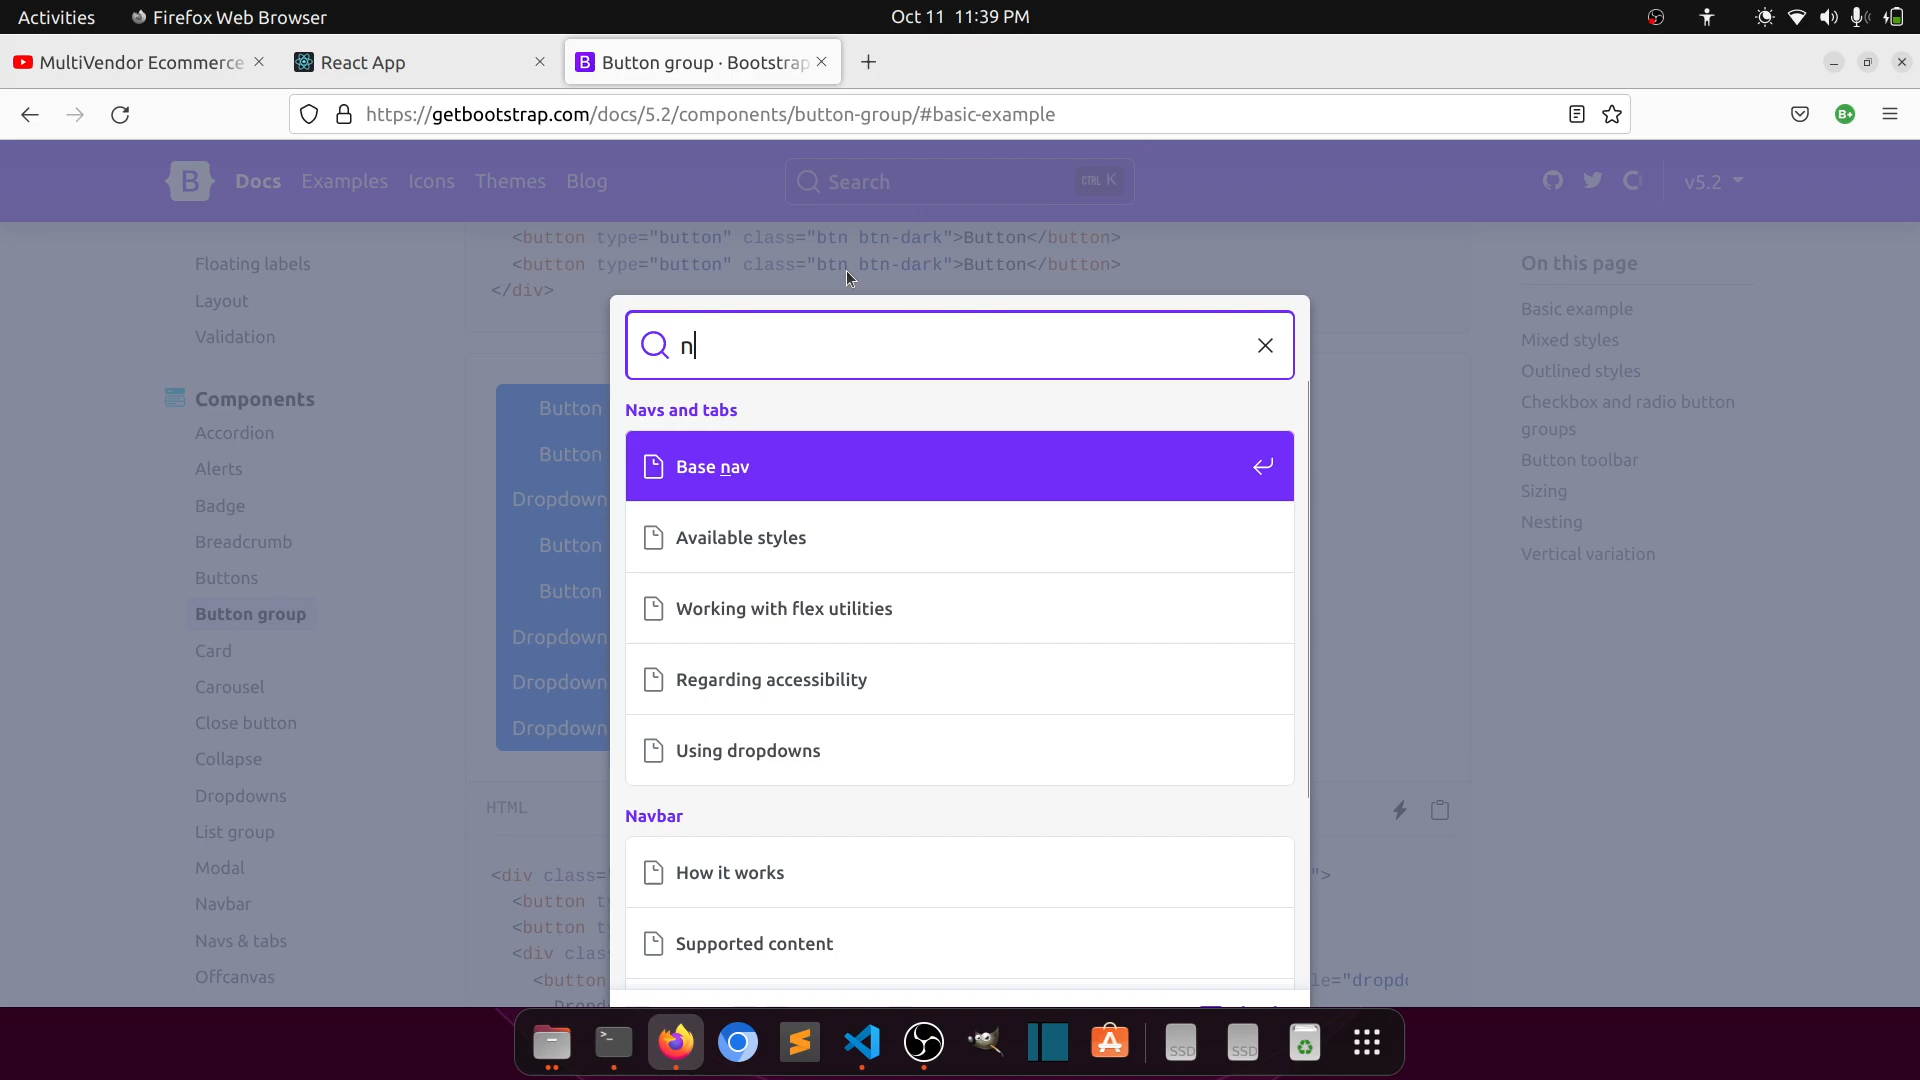 Activities
Firefox Web Browser
Oct 11 11:39 PM
MultiVendor Ecommerce
React App
Button group · Bootstrap
https://getbootstrap.com/docs/5.2/components/button-group/#basic-example
B+
B
Docs
Examples
Icons
Themes
Blog
Search
CTRL K
v5.2
<button type="button" class="btn btn-dark">Button</button>
<button type="button" class="btn btn-dark">Button</button>
</div>
Floating labels
Layout
Validation
Components
Accordion
Alerts
Badge
Breadcrumb
Buttons
Button group
Card
Carousel
Close button
Collapse
Dropdowns
List group
Modal
Navbar
Navs & tabs
Offcanvas
Button
Button
Dropdown
Button
Button
Dropdown
Dropdown
Dropdown
HTML
<div class=
">
<button t
<button t
<div clas
<button
le="dropd
n
Navs and tabs
Base nav
Available styles
Working with flex utilities
Regarding accessibility
Using dropdowns
Navbar
How it works
Supported content
On this page
Basic example
Mixed styles
Outlined styles
Checkbox and radio button
groups
Button toolbar
Sizing
Nesting
Vertical variation
SSD
SSD